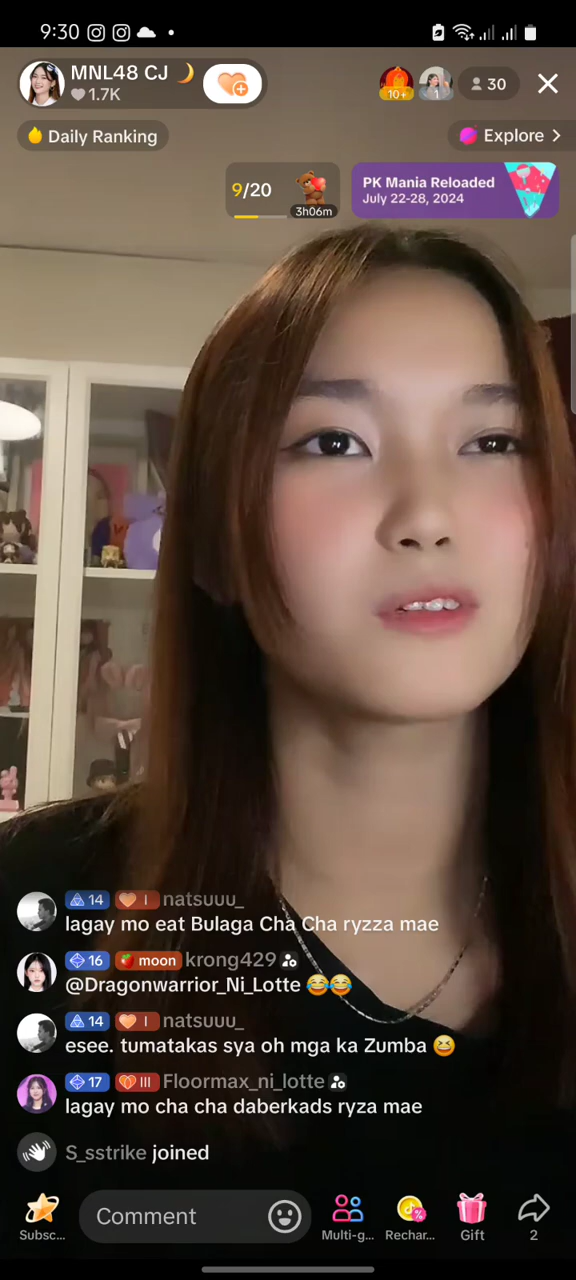 9:30
MNL48 CJ 🌙
1.7K
10+
1
30
Daily Ranking
Explore >
9/20
3h06m
PK Mania Reloaded
July 22-28, 2024
14 I natsuuu_
lagay mo eat Bulaga Cha Cha ryzza mae
16 moon krong429
@Dragonwarrior_Ni_Lotte 😂😂
14 I natsuuu_
esee. tumatakas sya oh mga ka Zumba 😆
17 III Floormax_ni_lotte
lagay mo cha cha daberkads ryza mae
S_sstrike joined
Comment
Subsc... Multi-g... Rechar... Gift 2